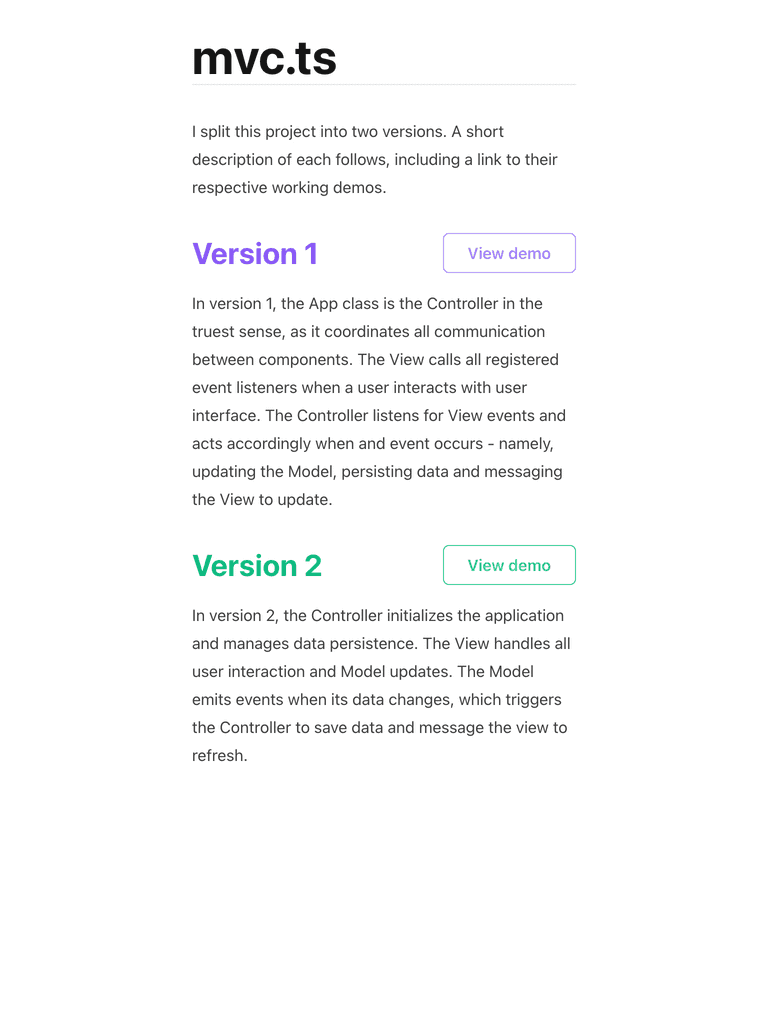 mvc.ts
I split this project into two versions. A short
description of each follows, including a link to their
respective working demos.
Version 1
View demo
In version 1, the App class is the Controller in the
truest sense, as it coordinates all communication
between components. The View calls all registered
event listeners when a user interacts with user
interface. The Controller listens for View events and
acts accordingly when and event occurs - namely,
updating the Model, persisting data and messaging
the View to update.
Version 2
View demo
In version 2, the Controller initializes the application
and manages data persistence. The View handles all
user interaction and Model updates. The Model
emits events when its data changes, which triggers
the Controller to save data and message the view to
refresh.